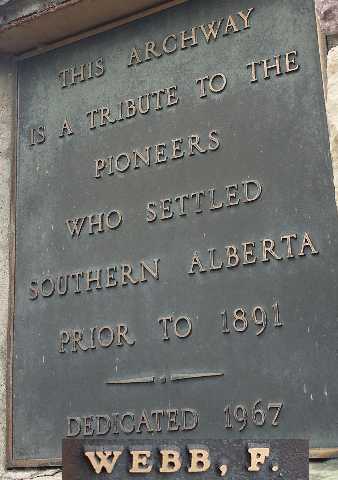 THIS ARCHWAY
IS A TRIBUTE TO THE
PIONEERS
WHO SETTLED
SOUTHERN ALBERTA
PRIOR TO 1891
DEDICATED 1967
WEBB, F.